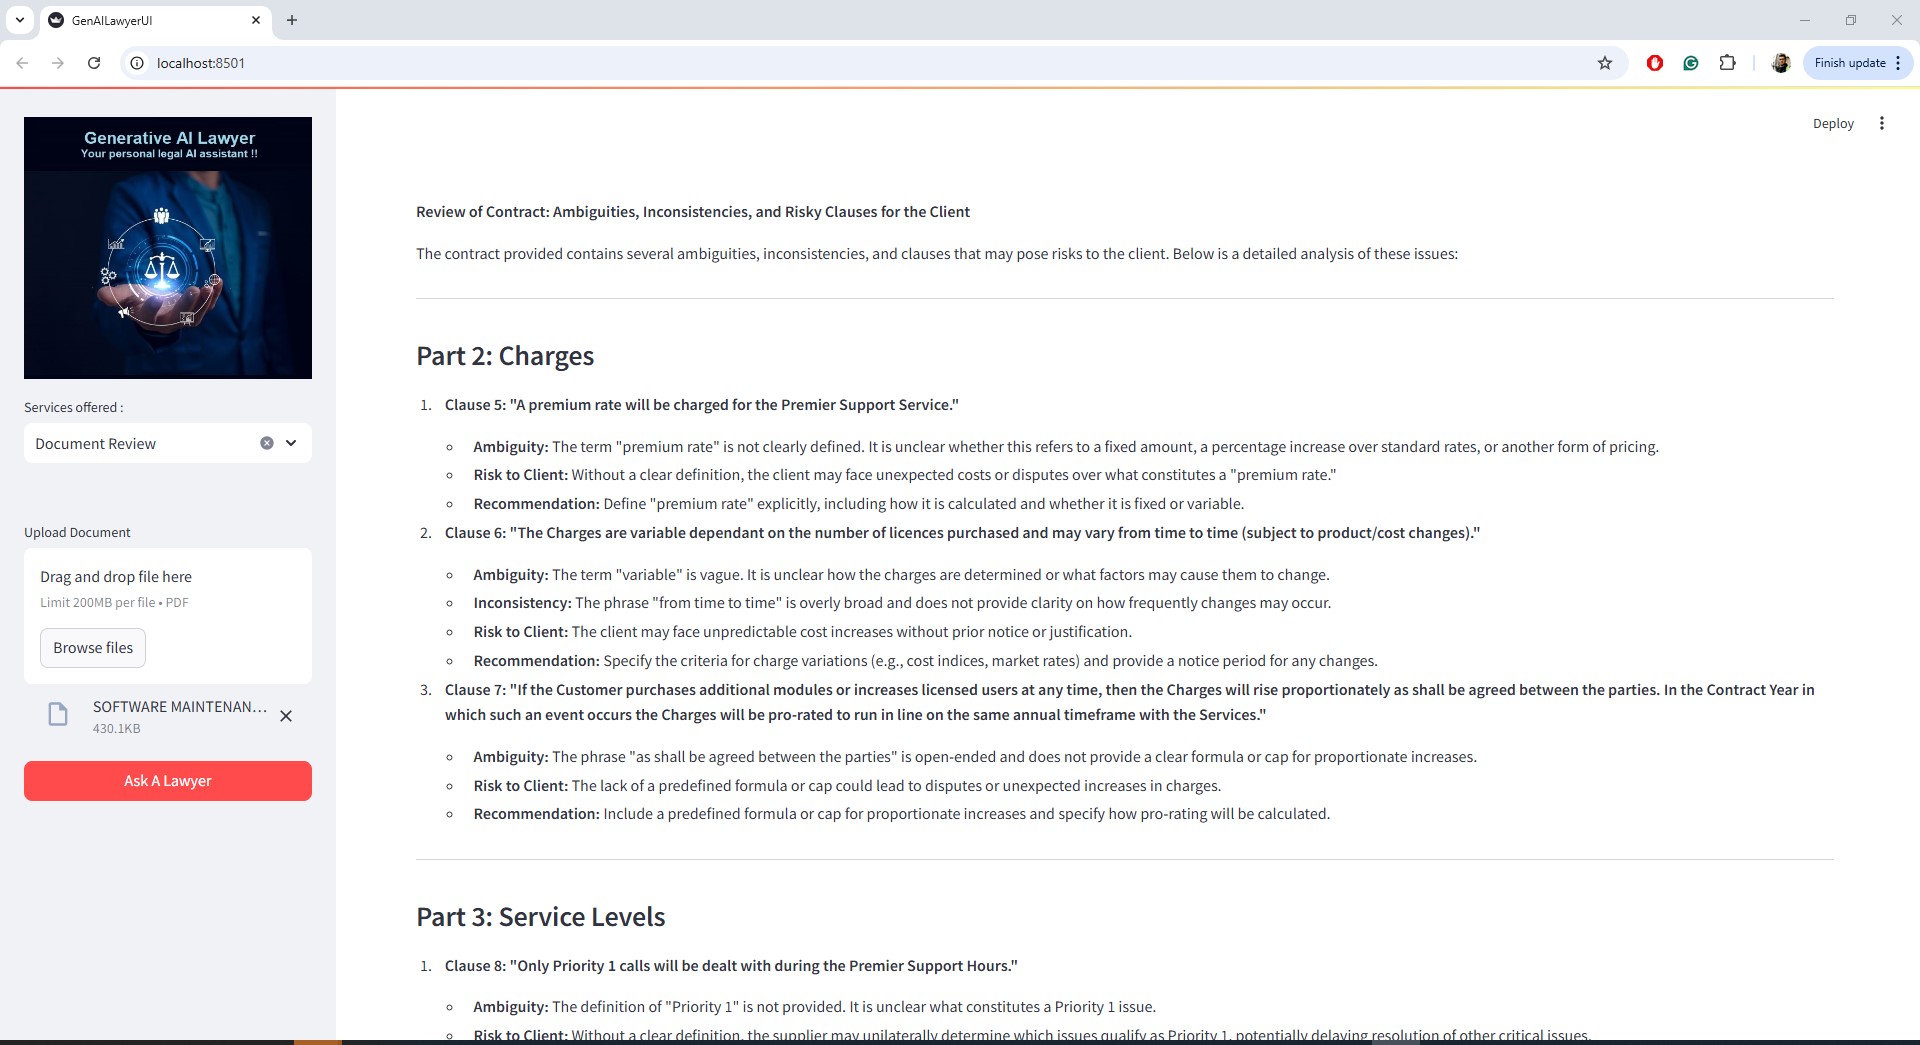 GenAILawyerUI
localhost:8501
Finish update
Deploy
Generative AI Lawyer
Your personal legal AI assistant !!
Services offered :
Document Review
Upload Document
Drag and drop file here
Limit 200MB per file • PDF
Browse files
SOFTWARE MAINTENAN...
430.1KB
Ask A Lawyer
Review of Contract: Ambiguities, Inconsistencies, and Risky Clauses for the Client
The contract provided contains several ambiguities, inconsistencies, and clauses that may pose risks to the client. Below is a detailed analysis of these issues:
Part 2: Charges
1. Clause 5: "A premium rate will be charged for the Premier Support Service."
Ambiguity: The term "premium rate" is not clearly defined. It is unclear whether this refers to a fixed amount, a percentage increase over standard rates, or another form of pricing.
Risk to Client: Without a clear definition, the client may face unexpected costs or disputes over what constitutes a "premium rate."
Recommendation: Define "premium rate" explicitly, including how it is calculated and whether it is fixed or variable.
2. Clause 6: "The Charges are variable dependant on the number of licences purchased and may vary from time to time (subject to product/cost changes)."
Ambiguity: The term "variable" is vague. It is unclear how the charges are determined or what factors may cause them to change.
Inconsistency: The phrase "from time to time" is overly broad and does not provide clarity on how frequently changes may occur.
Risk to Client: The client may face unpredictable cost increases without prior notice or justification.
Recommendation: Specify the criteria for charge variations (e.g., cost indices, market rates) and provide a notice period for any changes.
3. Clause 7: "If the Customer purchases additional modules or increases licensed users at any time, then the Charges will rise proportionately as shall be agreed between the parties. In the Contract Year in
which such an event occurs the Charges will be pro-rated to run in line on the same annual timeframe with the Services."
Ambiguity: The phrase "as shall be agreed between the parties" is open-ended and does not provide a clear formula or cap for proportionate increases.
Risk to Client: The lack of a predefined formula or cap could lead to disputes or unexpected increases in charges.
Recommendation: Include a predefined formula or cap for proportionate increases and specify how pro-rating will be calculated.
Part 3: Service Levels
1. Clause 8: "Only Priority 1 calls will be dealt with during the Premier Support Hours."
Ambiguity: The definition of "Priority 1" is not provided. It is unclear what constitutes a Priority 1 issue.
Risk to Client: Without a clear definition, the supplier may unilaterally determine which issues qualify as Priority 1, potentially delaying resolution of other critical issues.